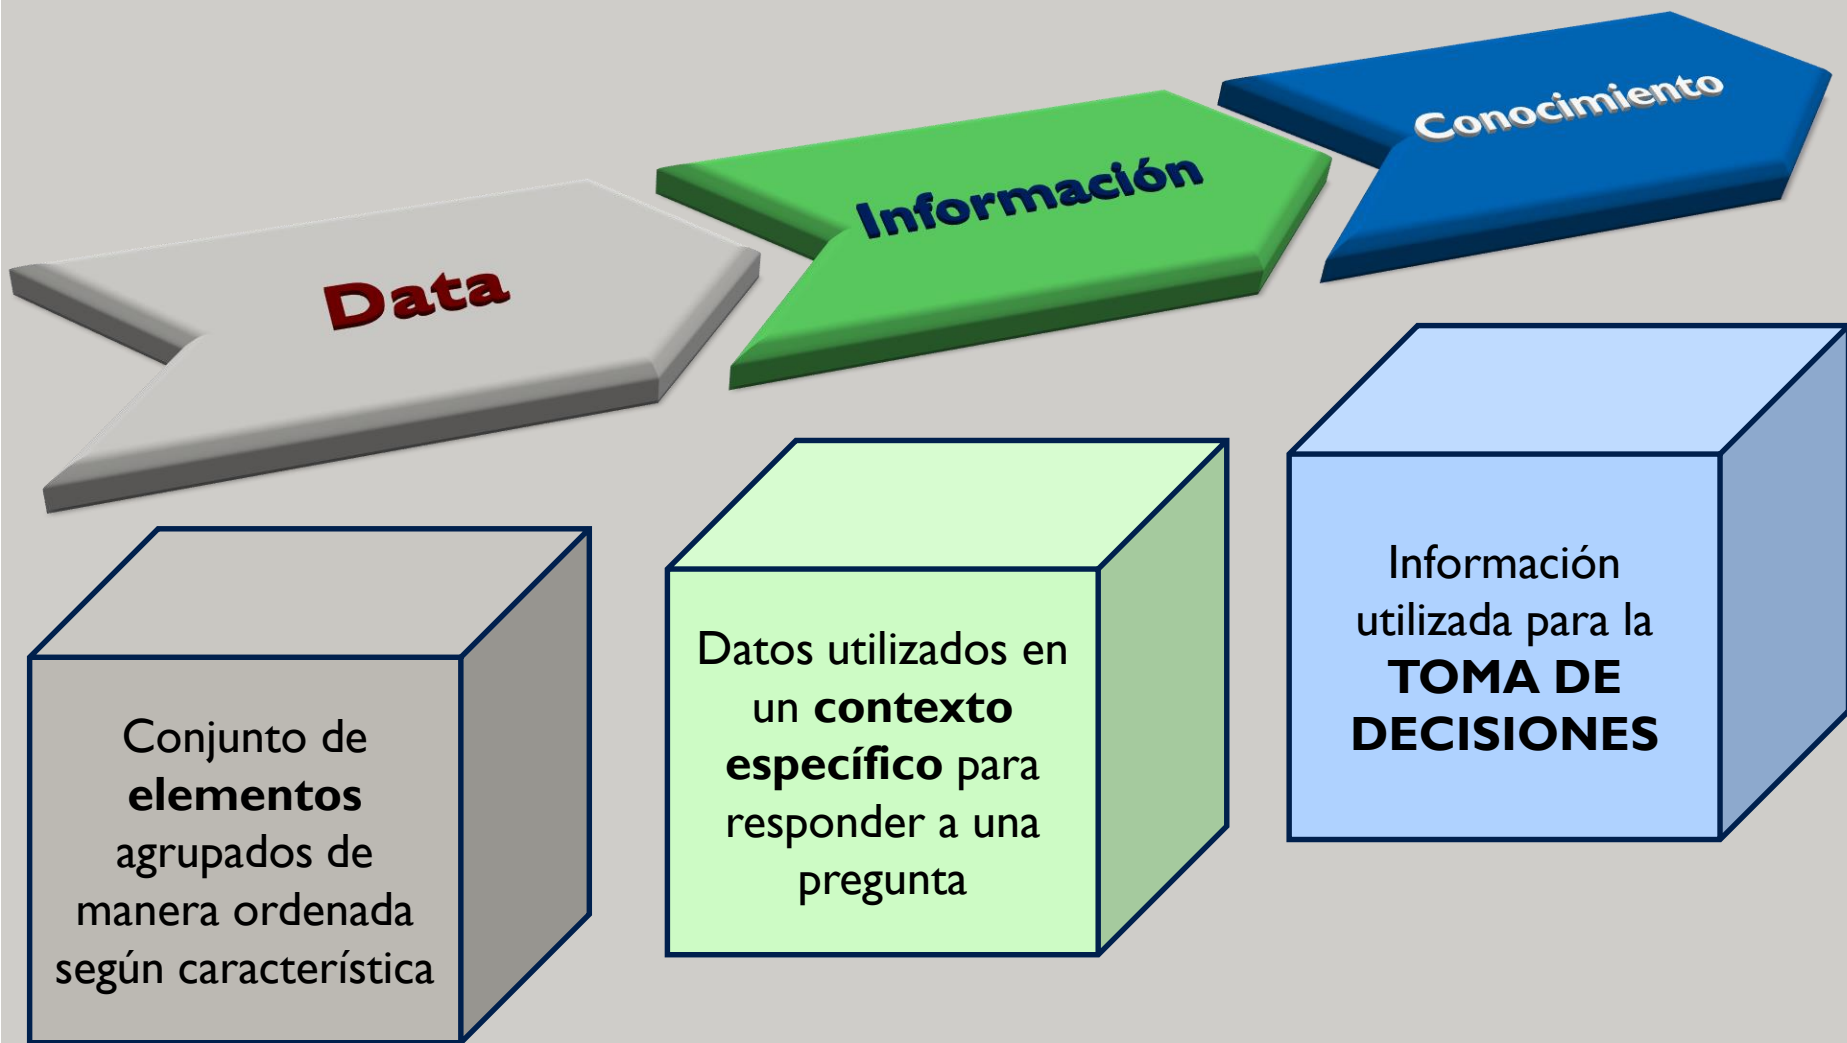 Data
Información
Conocimiento
Conjunto de
elementos
agrupados de
manera ordenada
según característica
Datos utilizados en
un contexto
específico para
responder a una
pregunta
Información
utilizada para la
TOMA DE
DECISIONES